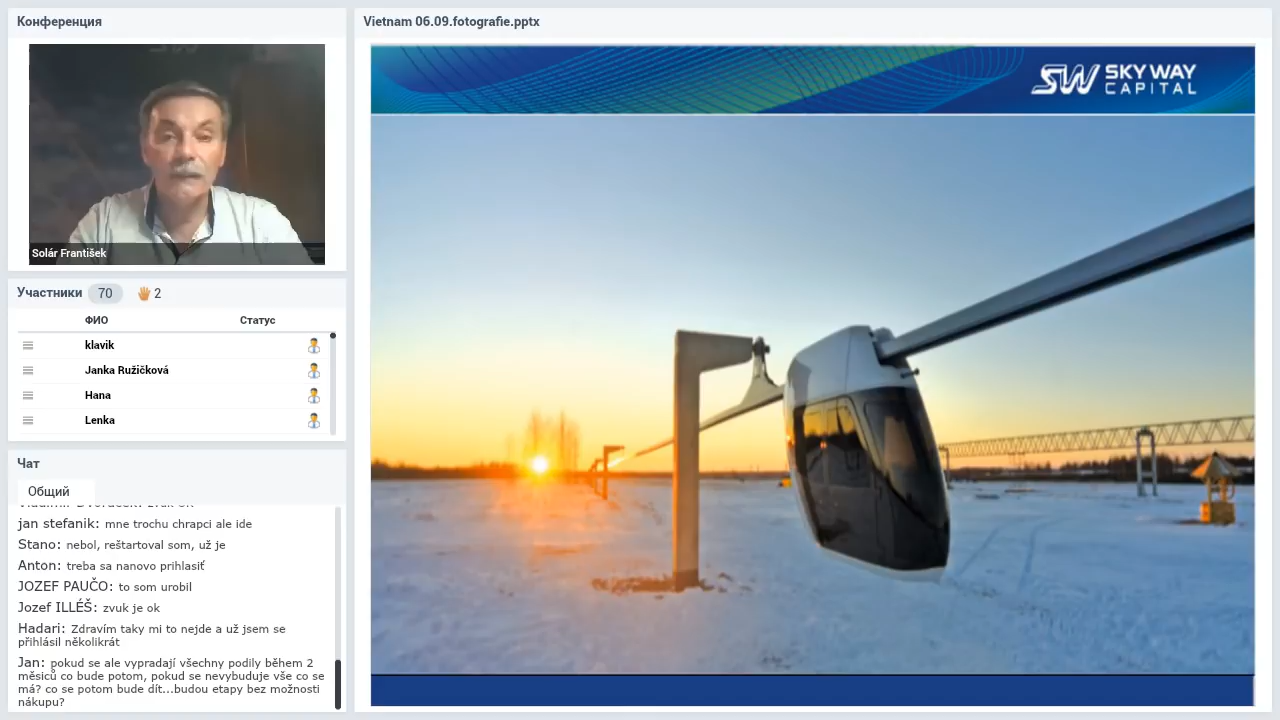 Конференция
Solár František
Участники 70 2
ФИО Статус
klavik
Janka Ružičková
Hana
Lenka
Чат
Общий
jan stefanik: mne trochu chrapci ale ide
Stano: nebol, reštartoval som, už je
Anton: treba sa nanovo prihlasiť
JOZEF PAUČO: to som urobil
Jozef ILLÉŠ: zvuk je ok
Hadari: Zdravím taky mi to nejde a už jsem se
přihlásil několikrát
Jan: pokud se ale vypradají všechny podily během 2
měsiců co bude potom, pokud se nevybuduje vše co se
má? co se potom bude dít...budou etapy bez možnosti
nákupu?
Vietnam 06.09.fotografie.pptx
SW SKY WAY
CAPITAL